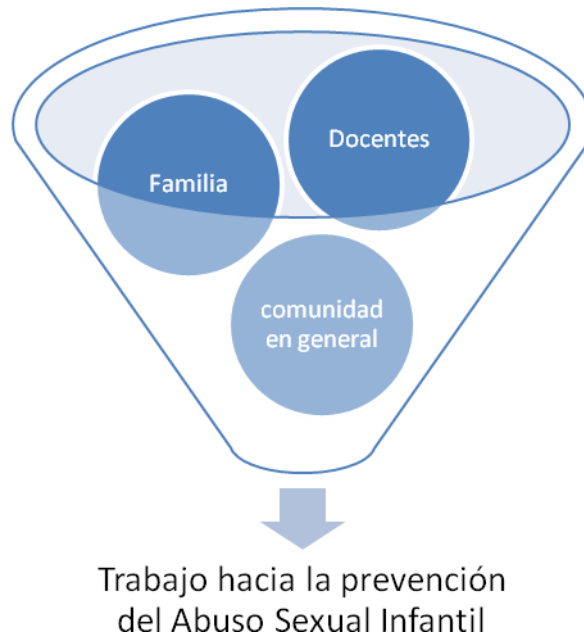 Docentes
Familia
comunidad
en general
Trabajo hacia la prevención
del Abuso Sexual Infantil